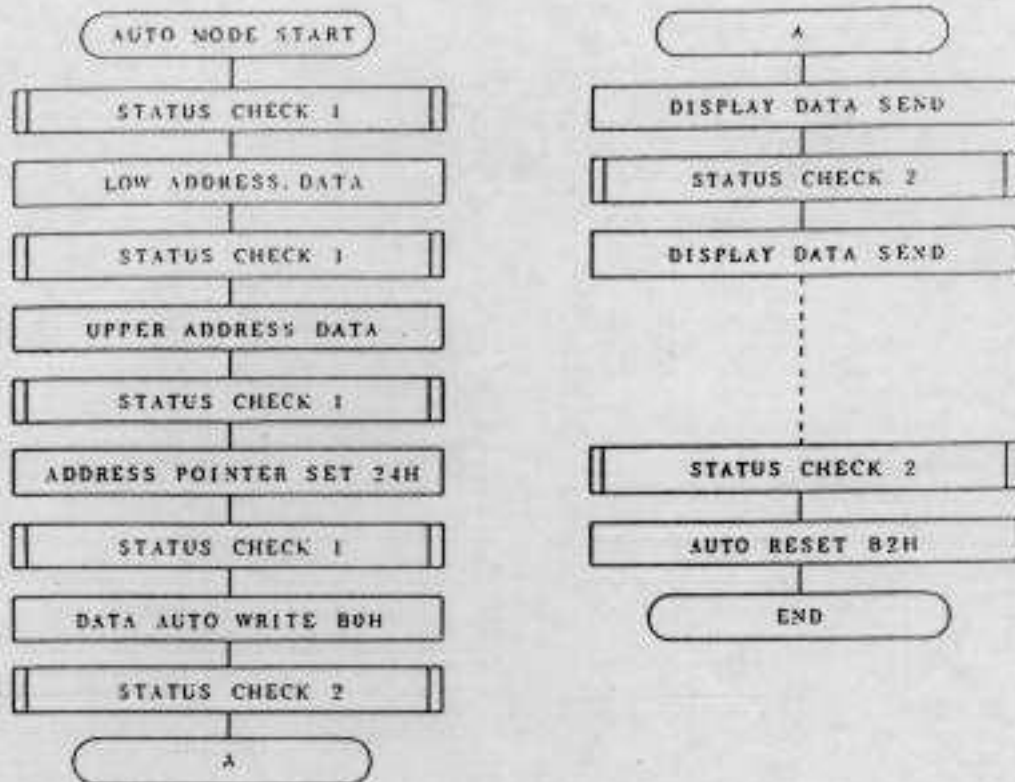 AUTO MODE START
STATUS CHECK 1
LOW ADDRESS. DATA
STATUS CHECK 1
UPPER ADDRESS DATA
STATUS CHECK 1
ADDRESS POINTER SET 24H
STATUS CHECK 1
DATA AUTO WRITE B0H
STATUS CHECK 2
A
A
DISPLAY DATA SEND
STATUS CHECK 2
DISPLAY DATA SEND
STATUS CHECK 2
AUTO RESET B2H
END